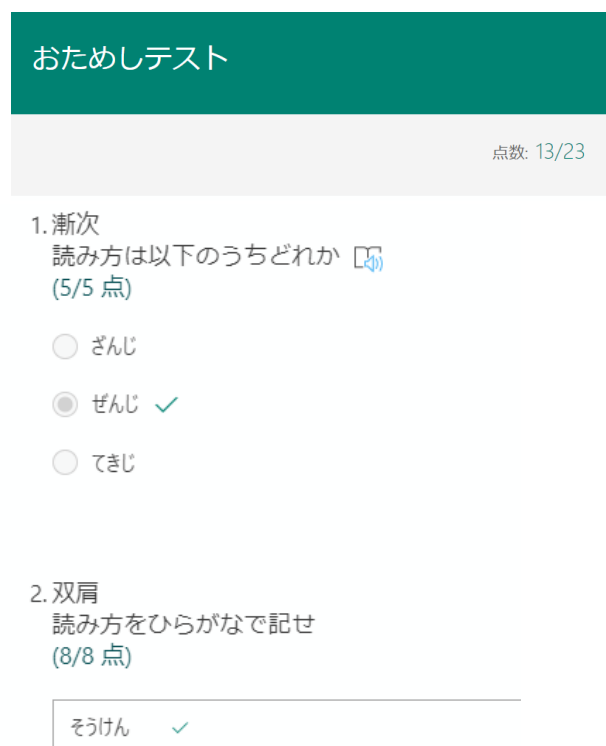 おためしテスト
点数: 13/23
1. 漸次
読み方は以下のうちどれか
(5/5 点)
ざんじ
ぜんじ
てきじ
2. 双肩
読み方をひらがなで記せ
(8/8 点)
そうけん